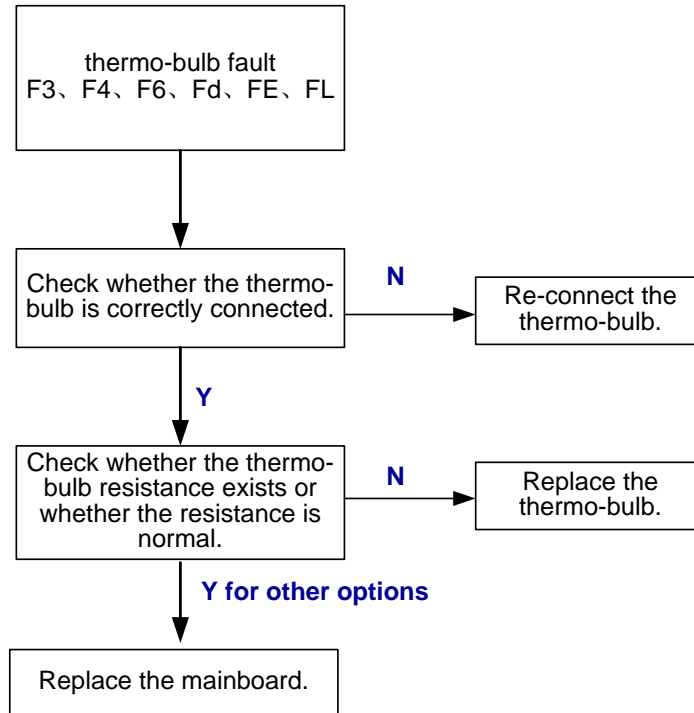 thermo-bulb fault
F3、F4、F6、Fd、FE、FL
Check whether the thermo-
bulb is correctly connected.
N
Re-connect the
thermo-bulb.
Y
Check whether the thermo-
bulb resistance exists or
whether the resistance is
normal.
N
Replace the
thermo-bulb.
Y for other options
Replace the mainboard.